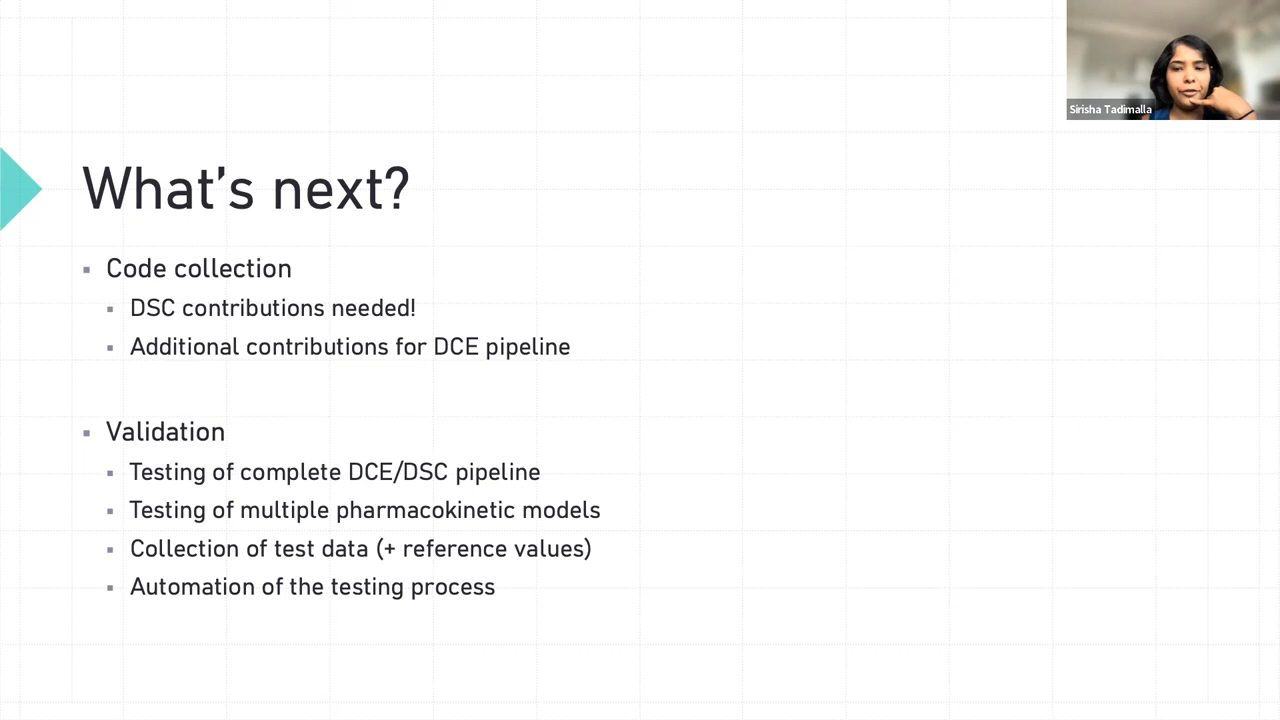 Sirisha Tadimalla
What's next?
▪ Code collection
▪ DSC contributions needed!
▪ Additional contributions for DCE pipeline
▪ Validation
▪ Testing of complete DCE/DSC pipeline
▪ Testing of multiple pharmacokinetic models
▪ Collection of test data (+ reference values)
▪ Automation of the testing process